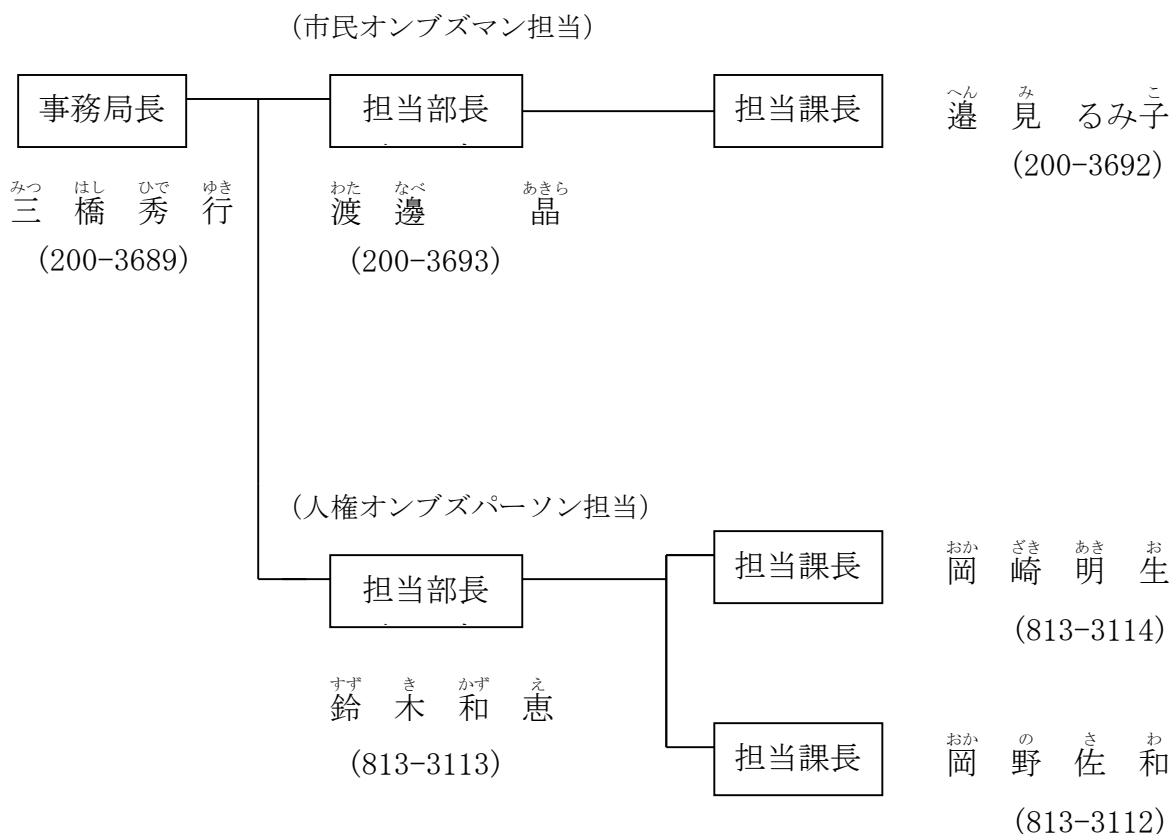 (市民オンブズマン担当)
事務局長
担当部長
担当課長
へん み こ
邉 見 るみ子
(200-3692)
みつ はし ひで ゆき
三 橋 秀 行
(200-3689)
わた なべ あきら
渡 邊 晶
(200-3693)
(人権オンブズパーソン担当)
担当部長
担当課長
おか ざき あき お
岡 崎 明 生
(813-3114)
すず き かず え
鈴 木 和 恵
(813-3113)
担当課長
おか の さ わ
岡 野 佐 和
(813-3112)